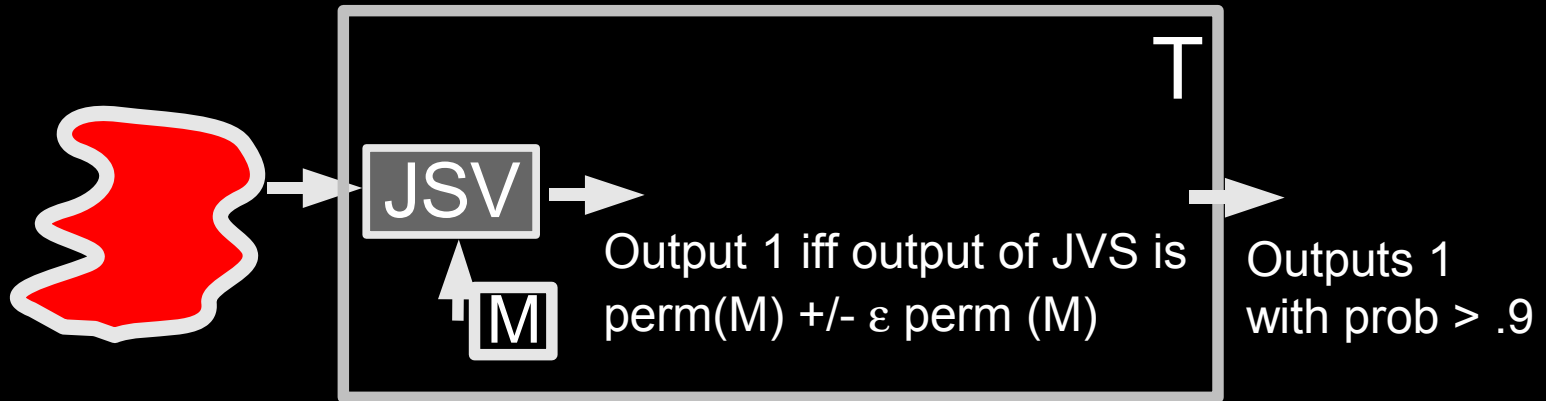 T
JSV
M
Output 1 iff output of JVS is
perm(M) +/- ε perm (M)
Outputs 1
with prob > .9